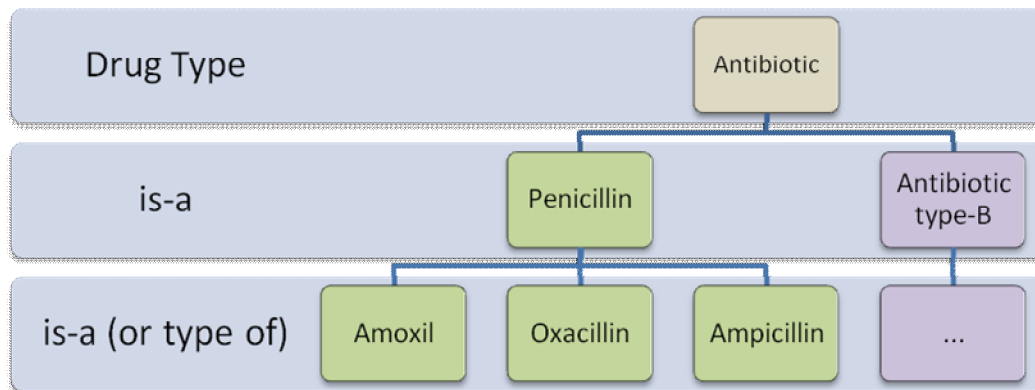 Drug Type
Antibiotic
is-a
Penicillin
Antibiotic
type-B
is-a (or type of)
Amoxil
Oxacillin
Ampicillin
...